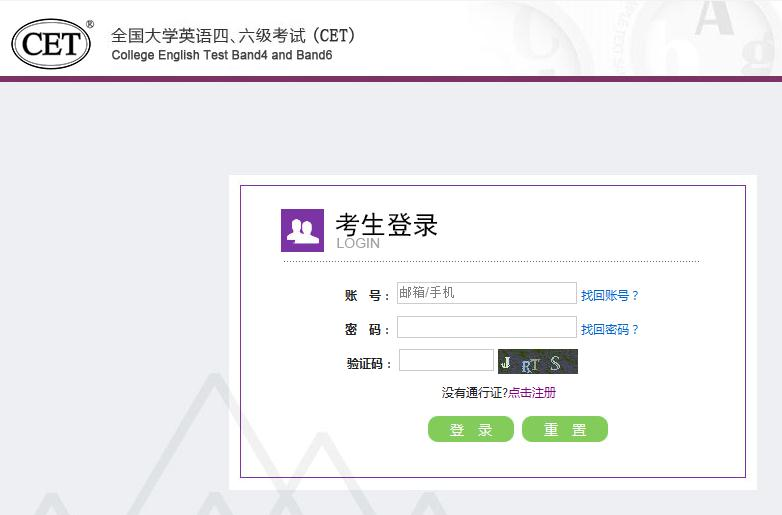 CET®
全国大学英语四、六级考试（CET）
College English Test Band4 and Band6
考生登录
LOGIN
账 号： 邮箱/手机 找回账号？
密 码： 找回密码？
验证码： J R T S
没有通行证?点击注册
登 录 重 置